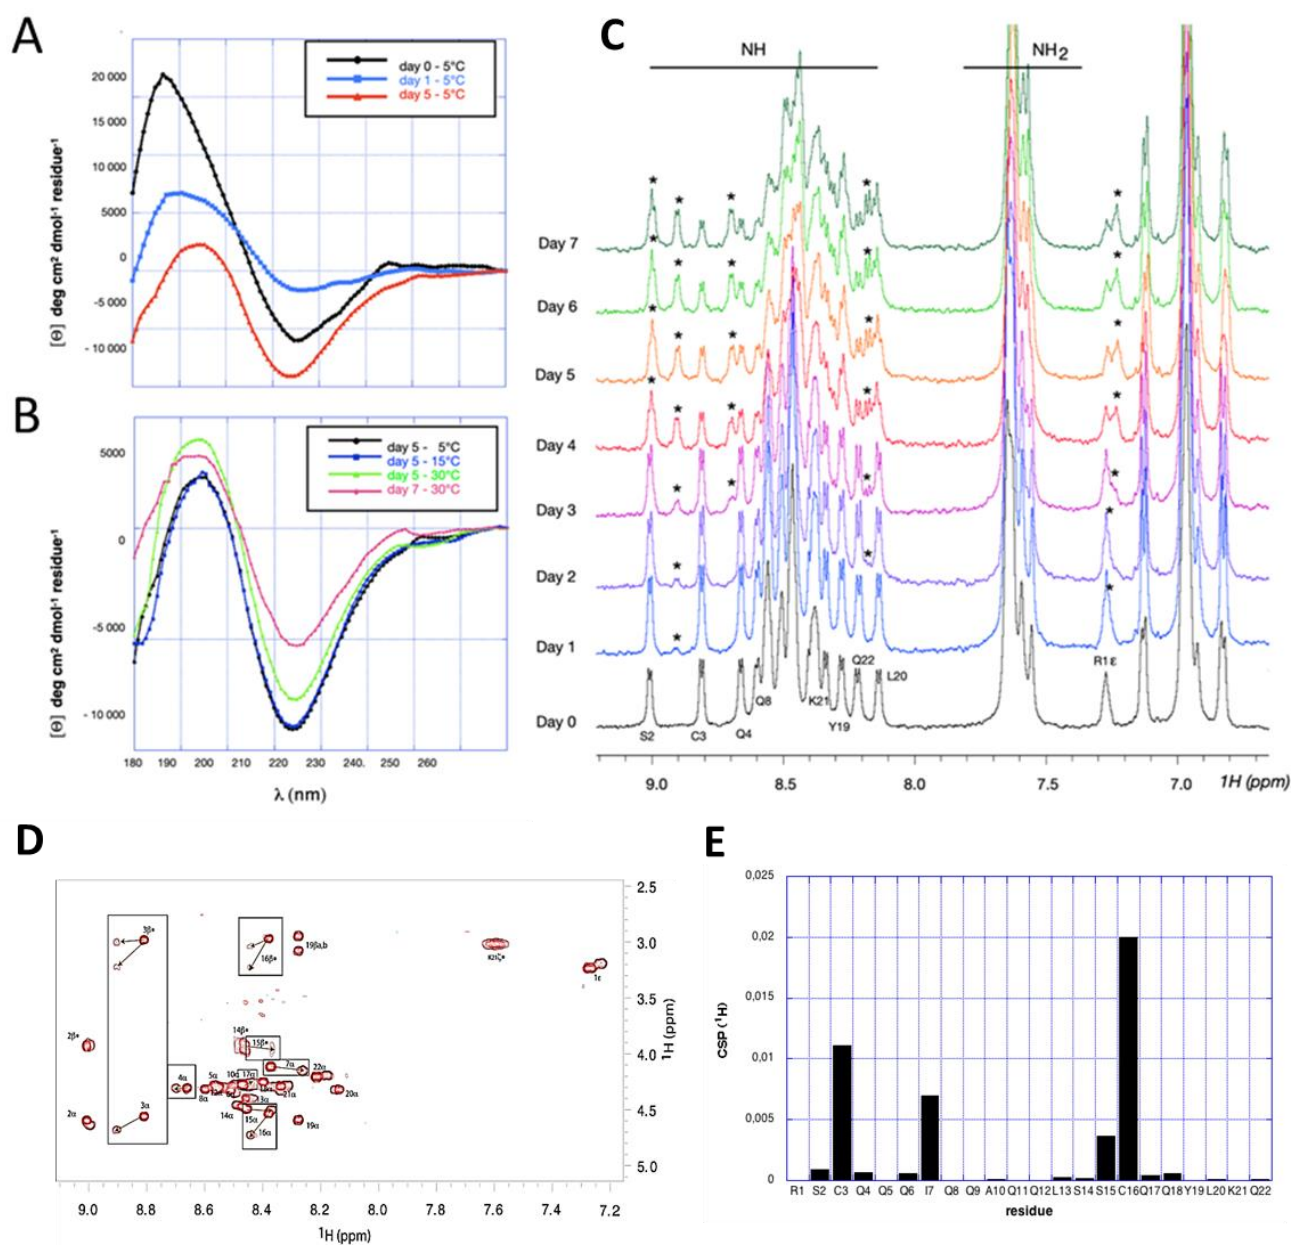 A
day 0 - 5°C
day 1 - 5°C
day 5 - 5°C
20 000
15 000
10 000
5000
0
- 5 000
- 10 000
[Θ] deg cm2 dmol-1 residue-1
B
day 5 - 5°C
day 5 - 15°C
day 5 - 30°C
day 7 - 30°C
5000
0
-5 000
- 10 000
[Θ] deg cm2 dmol-1 residue-1
180 190 200 210 220 230 240. 250 260
λ (nm)
C
NH NH2
Day 7
Day 6
Day 5
Day 4
Day 3
Day 2
Day 1
Day 0
Q22 R1ε
L20
Q8 K21
S2 C3 Q4 Y19
9.0 8.5 8.0 7.5 7.0 1H (ppm)
D
2.5
3.0
3.5
4.0
4.5
5.0
1H (ppm)
3β*
16β*
19βa,b
K21ζ*
1ε
2β*
14β*
15β*
7α
4α 5α 10α 17α 22α
8α 13α 21α 20α
2α 3α 14α 15α 16α 19α
9.0 8.8 8.6 8.4 8.2 8.0 7.8 7.6 7.4 7.2
1H (ppm)
E
0,025
0,02
0,015
0,01
0,005
0
CSP (1H)
R1 S2 C3 Q4 Q5 Q6 I7 Q8 Q9 A10 Q11 Q12 L13 S14 S15 C16 Q17 Q18 Y19 L20 K21 Q22
residue